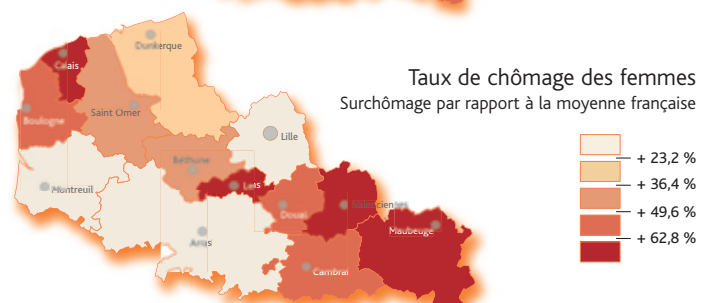 Taux de chômage des femmes
Surchômage par rapport à la moyenne française
+ 23,2 %
+ 36,4 %
+ 49,6 %
+ 62,8 %
Dunkerque
Calais
Boulogne
Saint Omer
Lille
Béthune
Montreuil
Lens
Douai
Valenciennes
Maubeuge
Arras
Cambrai